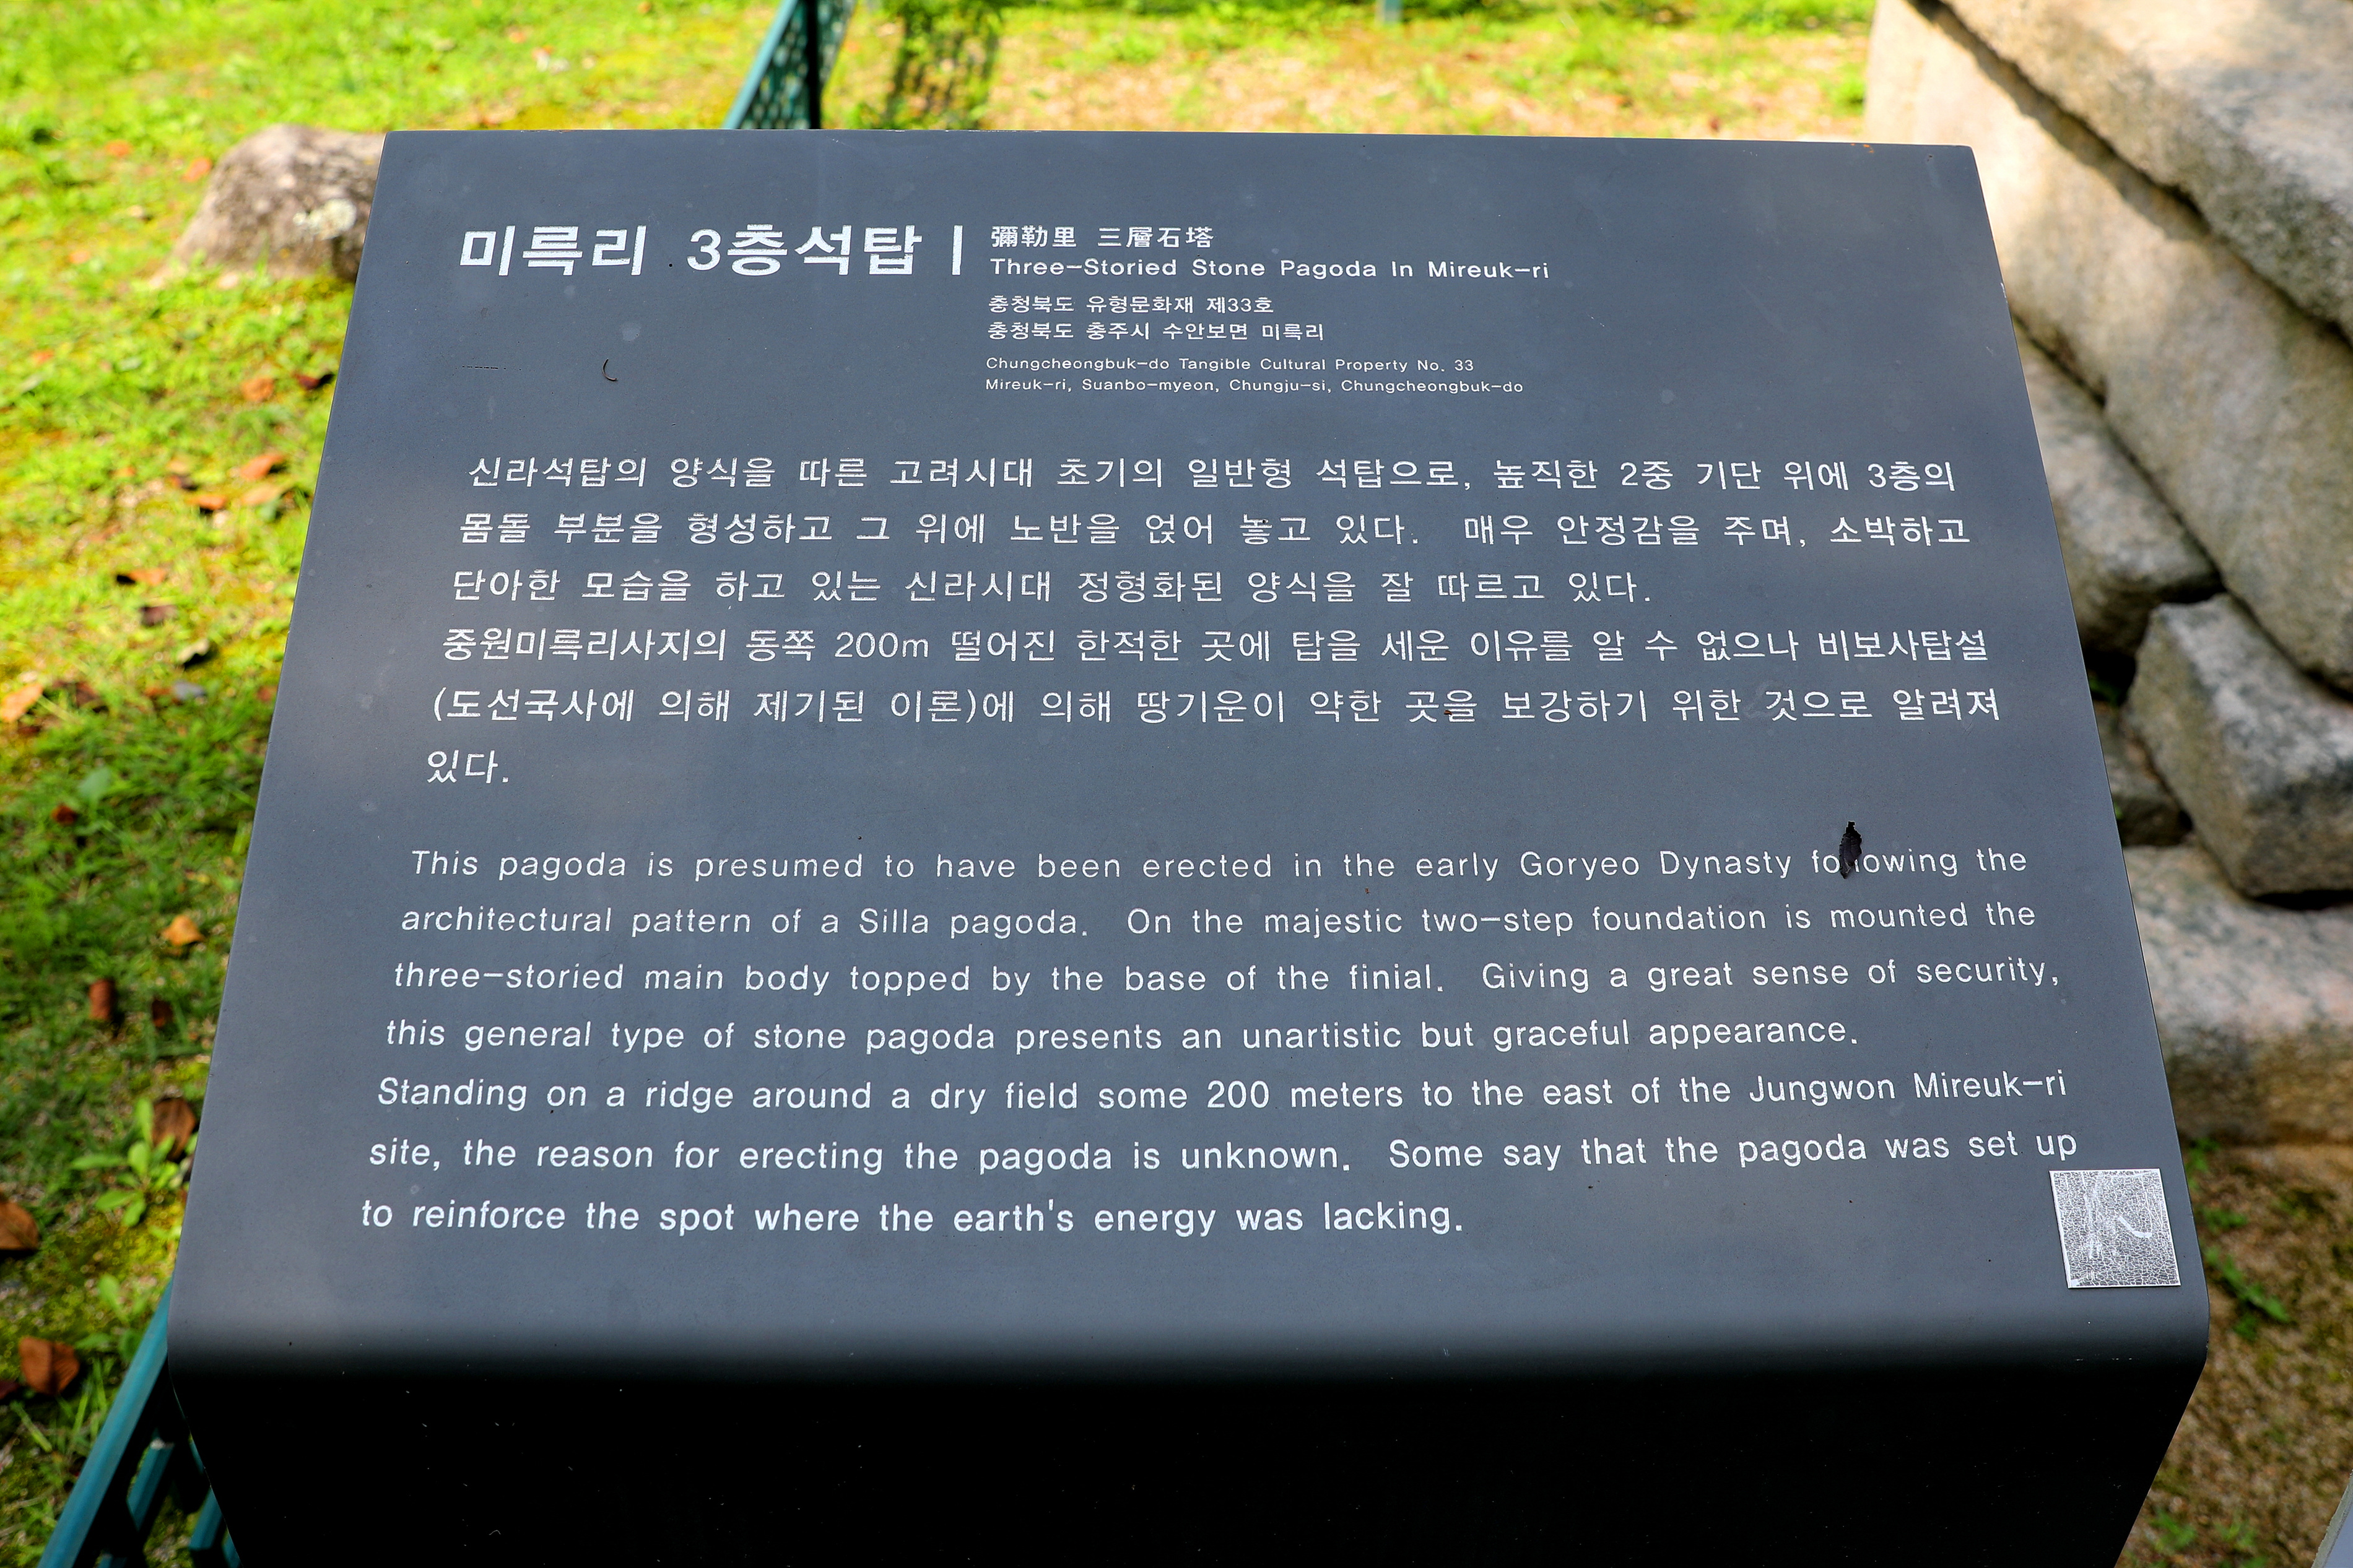 미륵리 3층석탑
彌勒里 三層石塔
Three-Storied Stone Pagoda In Mireuk-ri
충청북도 유형문화재 제33호
충청북도 충주시 수안보면 미륵리
Chungcheongbuk-do Tangible Cultural Property No. 33
Mireuk-ri, Suanbo-myeon, Chungju-si, Chungcheongbuk-do
신라석탑의 양식을 따른 고려시대 초기의 일반형 석탑으로, 높직한 2중 기단 위에 3층의
몸돌 부분을 형성하고 그 위에 노반을 얹어 놓고 있다. 매우 안정감을 주며, 소박하고
단아한 모습을 하고 있는 신라시대 정형화된 양식을 잘 따르고 있다.
중원미륵리사지의 동쪽 200m 떨어진 한적한 곳에 탑을 세운 이유를 알 수 없으나 비보사탑설
(도선국사에 의해 제기된 이론)에 의해 땅기운이 약한 곳을 보강하기 위한 것으로 알려져
있다.
This pagoda is presumed to have been erected in the early Goryeo Dynasty following the
architectural pattern of a Silla pagoda. On the majestic two-step foundation is mounted the
three-storied main body topped by the base of the finial. Giving a great sense of security,
this general type of stone pagoda presents an unartistic but graceful appearance.
Standing on a ridge around a dry field some 200 meters to the east of the Jungwon Mireuk-ri
site, the reason for erecting the pagoda is unknown. Some say that the pagoda was set up
to reinforce the spot where the earth's energy was lacking.